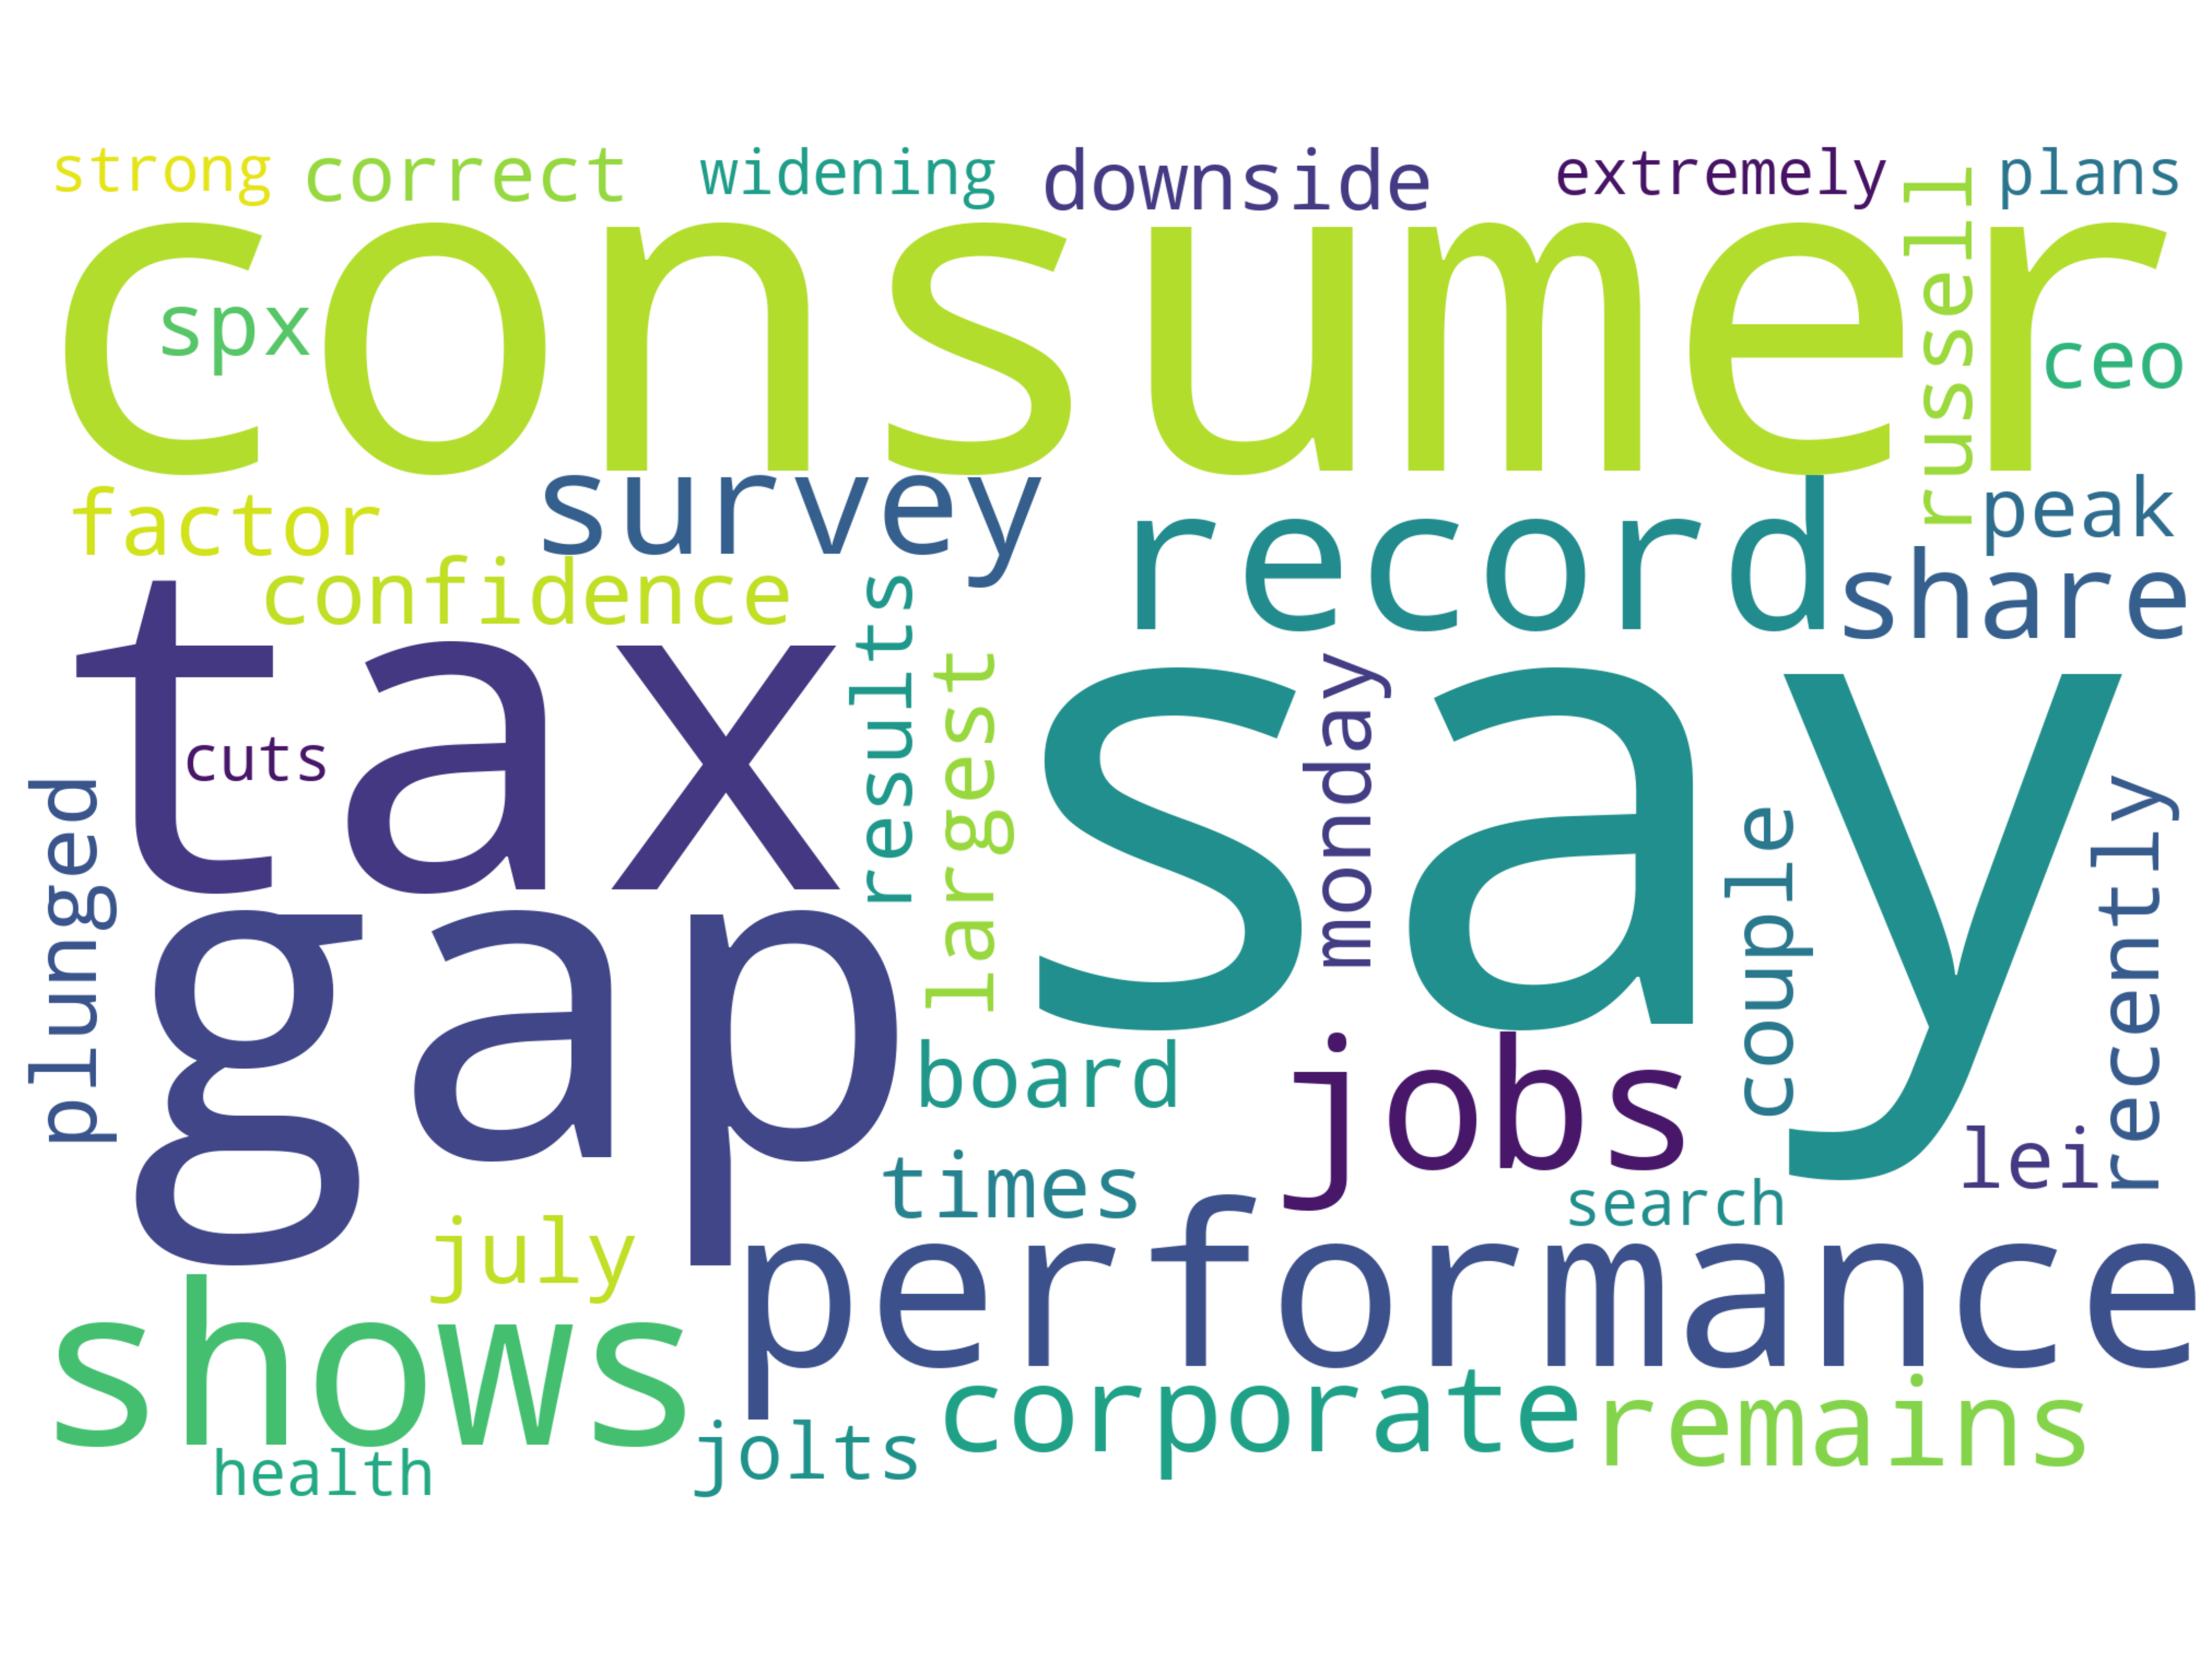 strong correct widening downside extremely plans
consumer
spx
russell
ceo
factor survey record peak
confidence share
tax
results
largest
say
monday
cuts
plunged
gap
couple
recently
board jobs
times lei
search
july performance
shows
corporate remains
health jolts